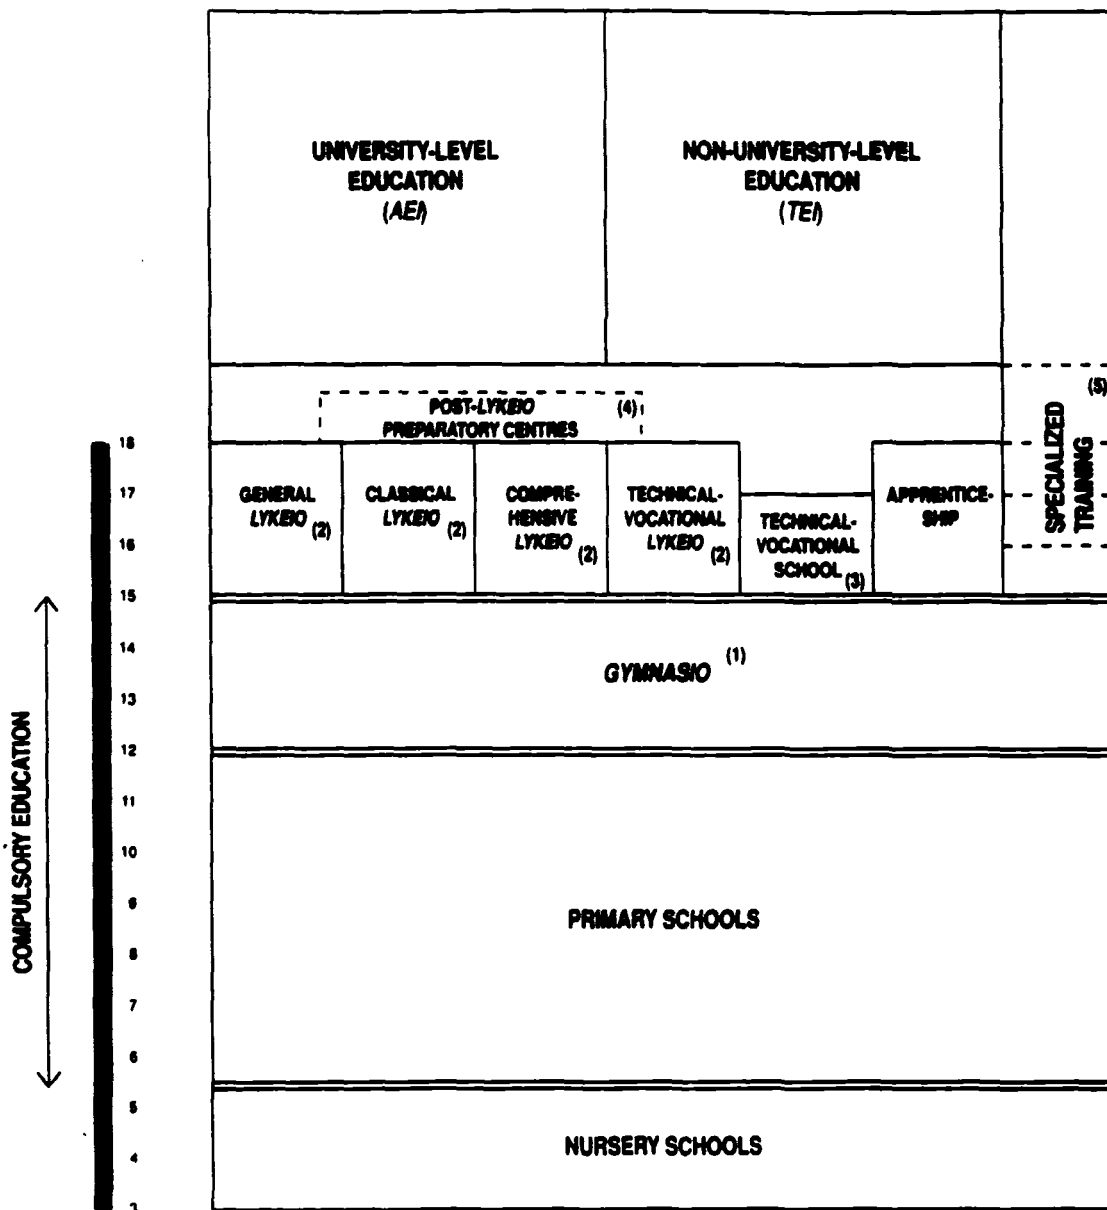 UNIVERSITY-LEVEL
EDUCATION
(AEI)
NON-UNIVERSITY-LEVEL
EDUCATION
(TEI)
POST-LYKEIO (4)
PREPARATORY CENTRES
(5)
SPECIALIZED
TRAINING
GENERAL
LYKEIO
(2)
CLASSICAL
LYKEIO
(2)
COMPRE-
HENSIVE
LYKEIO
(2)
TECHNICAL-
VOCATIONAL
LYKEIO
(2)
TECHNICAL-
VOCATIONAL
SCHOOL (3)
APPRENTICE-
SHIP
18
17
16
15
14
13
12
11
10
9
8
7
6
5
4
3
COMPULSORY EDUCATION
GYMNASIO (1)
PRIMARY SCHOOLS
NURSERY SCHOOLS